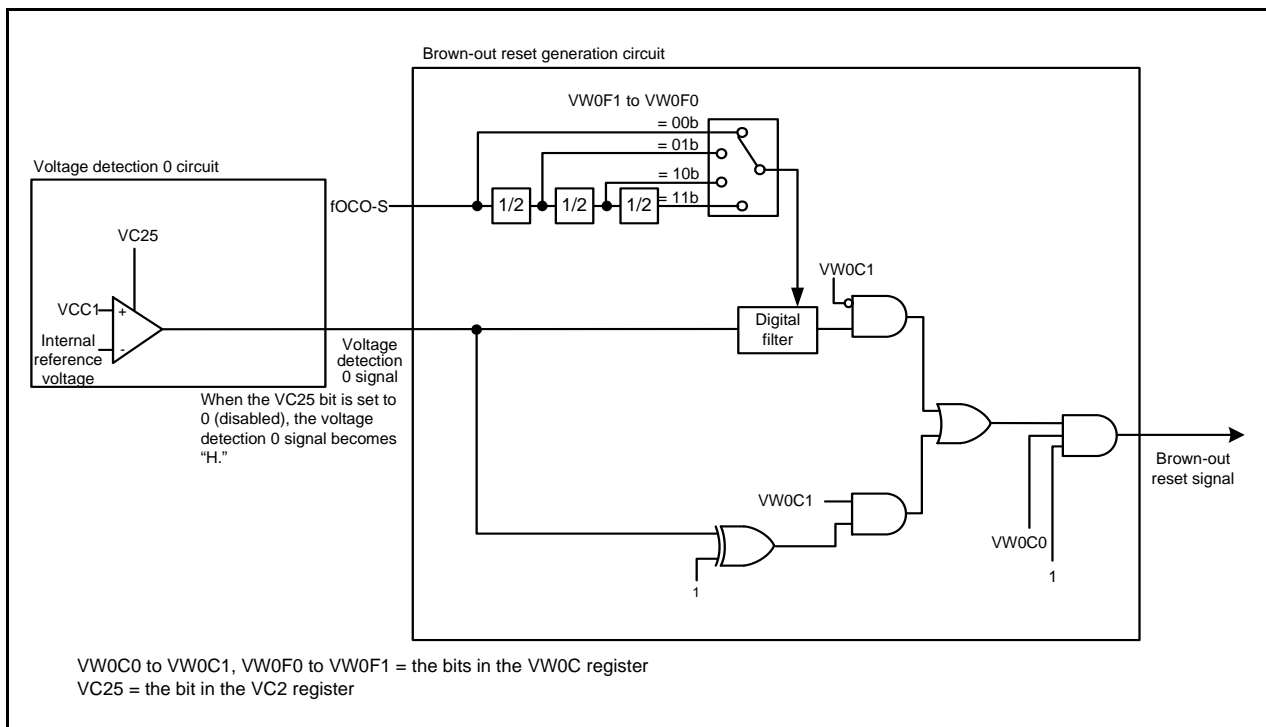 Brown-out reset generation circuit
VW0F1 to VW0F0
= 00b
= 01b
= 10b
= 11b
Voltage detection 0 circuit
fOCO-S
1/2
1/2
1/2
VC25
VCC1
+
-
Internal
reference
voltage
Voltage
detection
0 signal
When the VC25 bit is set to
0 (disabled), the voltage
detection 0 signal becomes
“H.”
VW0C1
Digital
filter
VW0C1
1
VW0C0
1
Brown-out
reset signal
VW0C0 to VW0C1, VW0F0 to VW0F1 = the bits in the VW0C register
VC25 = the bit in the VC2 register